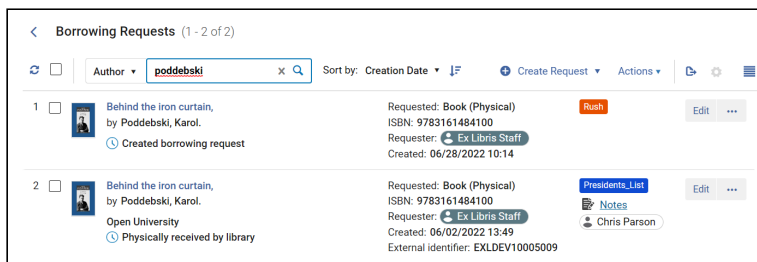 Borrowing Requests (1 - 2 of 2)
Author poddebski Sort by: Creation Date Create Request Actions
1
Behind the iron curtain,
by Poddebski, Karol.
Created borrowing request
Requested: Book (Physical)
ISBN: 9783161484100
Requester: Ex Libris Staff
Created: 06/28/2022 10:14
Rush
Edit
2
Behind the iron curtain,
by Poddebski, Karol.
Open University
Physically received by library
Requested: Book (Physical)
ISBN: 9783161484100
Requester: Ex Libris Staff
Created: 06/02/2022 13:49
External identifier: EXLDEV10005009
Presidents_List
Notes
Chris Parson
Edit